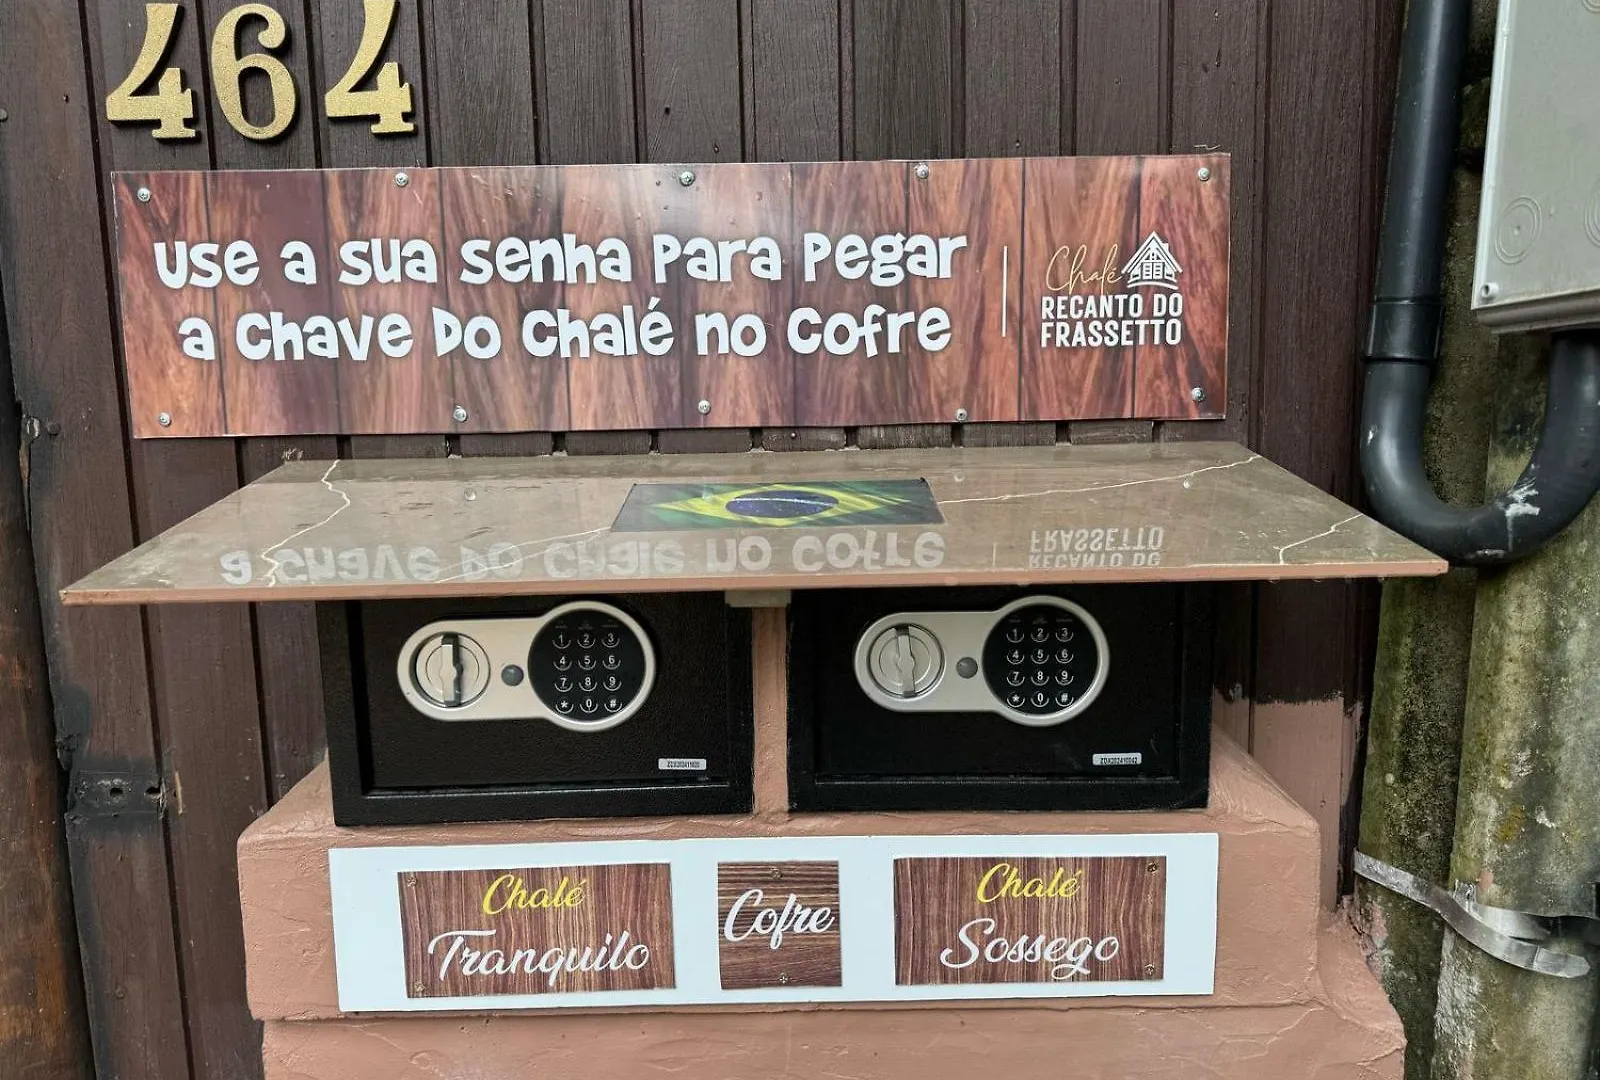 464
Use a sua senha para pegar
a chave do chalé no cofre
Chalé
RECANTO DO
FRASSETTO
1 2 3
4 5 6
7 8 9
* 0 #
1 2 3
4 5 6
7 8 9
* 0 #
Chalé
Tranquilo
Cofre
Chalé
Sossego